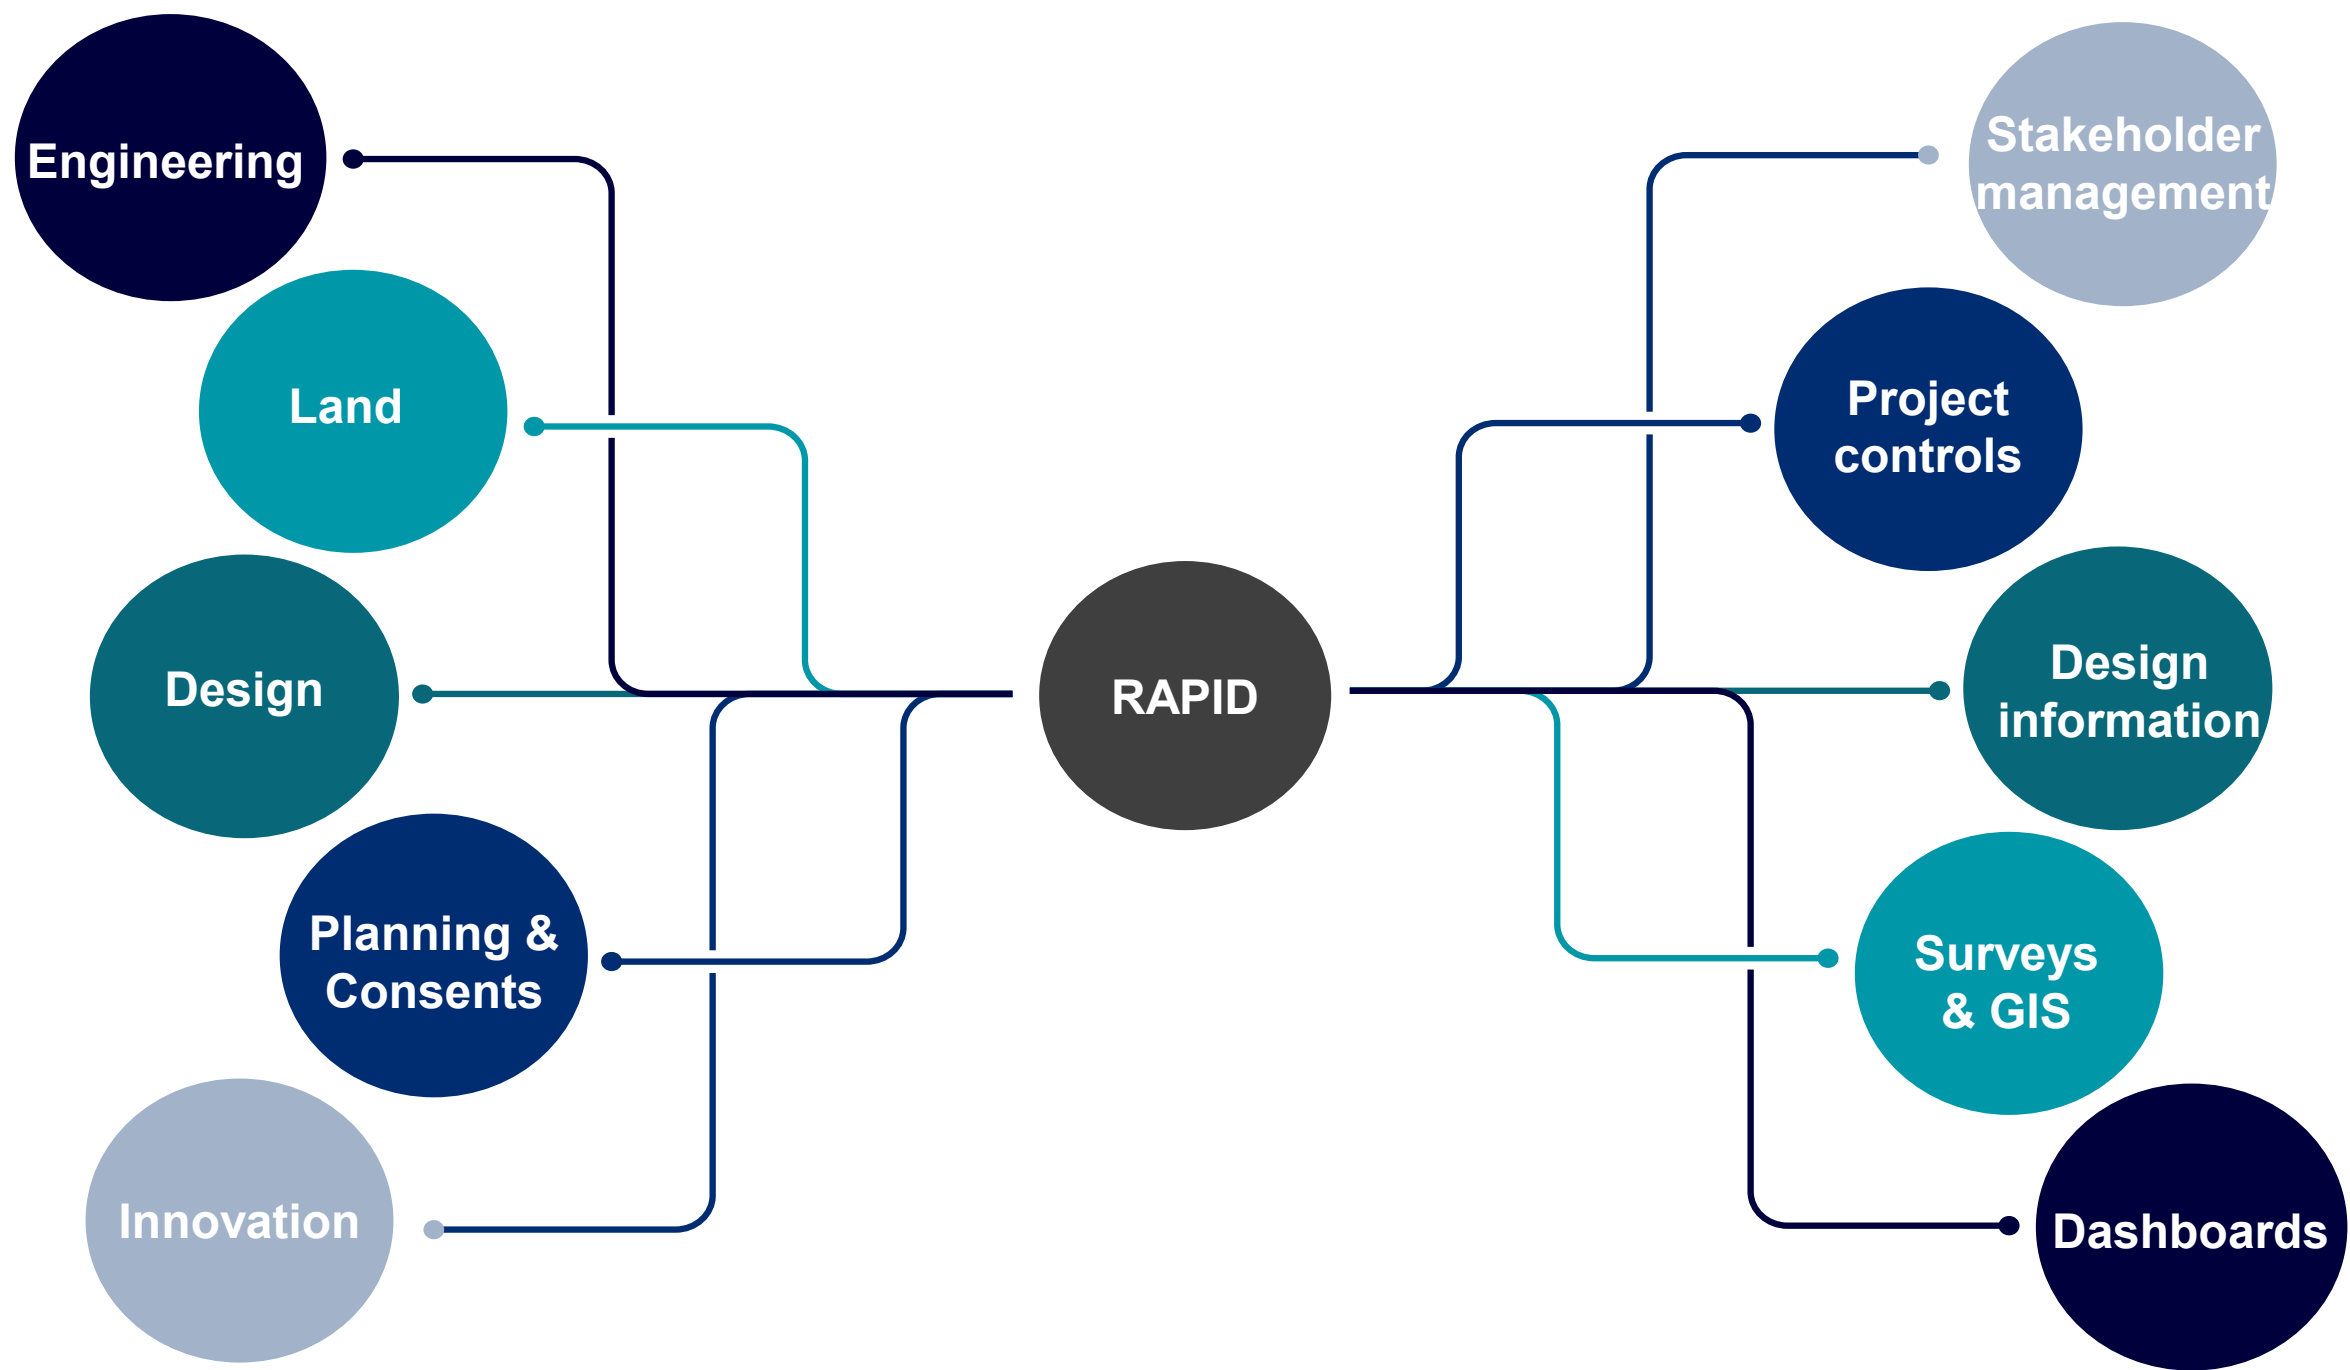 Engineering
Land
Design
Planning &
Consents
Innovation
RAPID
Stakeholder
management
Project
controls
Design
information
Surveys
& GIS
Dashboards